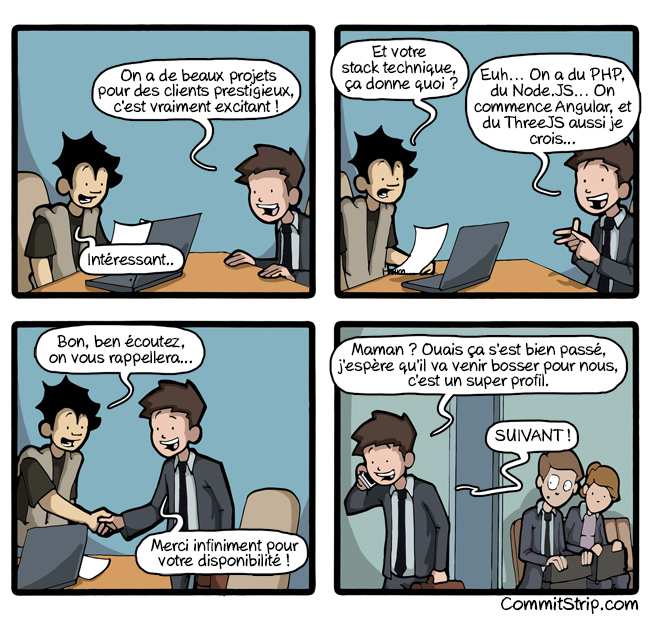 On a de beaux projets
pour des clients prestigieux,
c'est vraiment excitant !
Intéressant..
Et votre
stack technique,
ça donne quoi ?
Euh... On a du PHP,
du Node.JS... On
commence Angular, et
du ThreeJS aussi je
crois...
Hmm
Bon, ben écoutez,
on vous rappellera...
Merci infiniment pour
votre disponibilité !
Maman ? Ouais ça s'est bien passé,
j'espère qu'il va venir bosser pour nous,
c'est un super profil.
SUIVANT !
CommitStrip.com